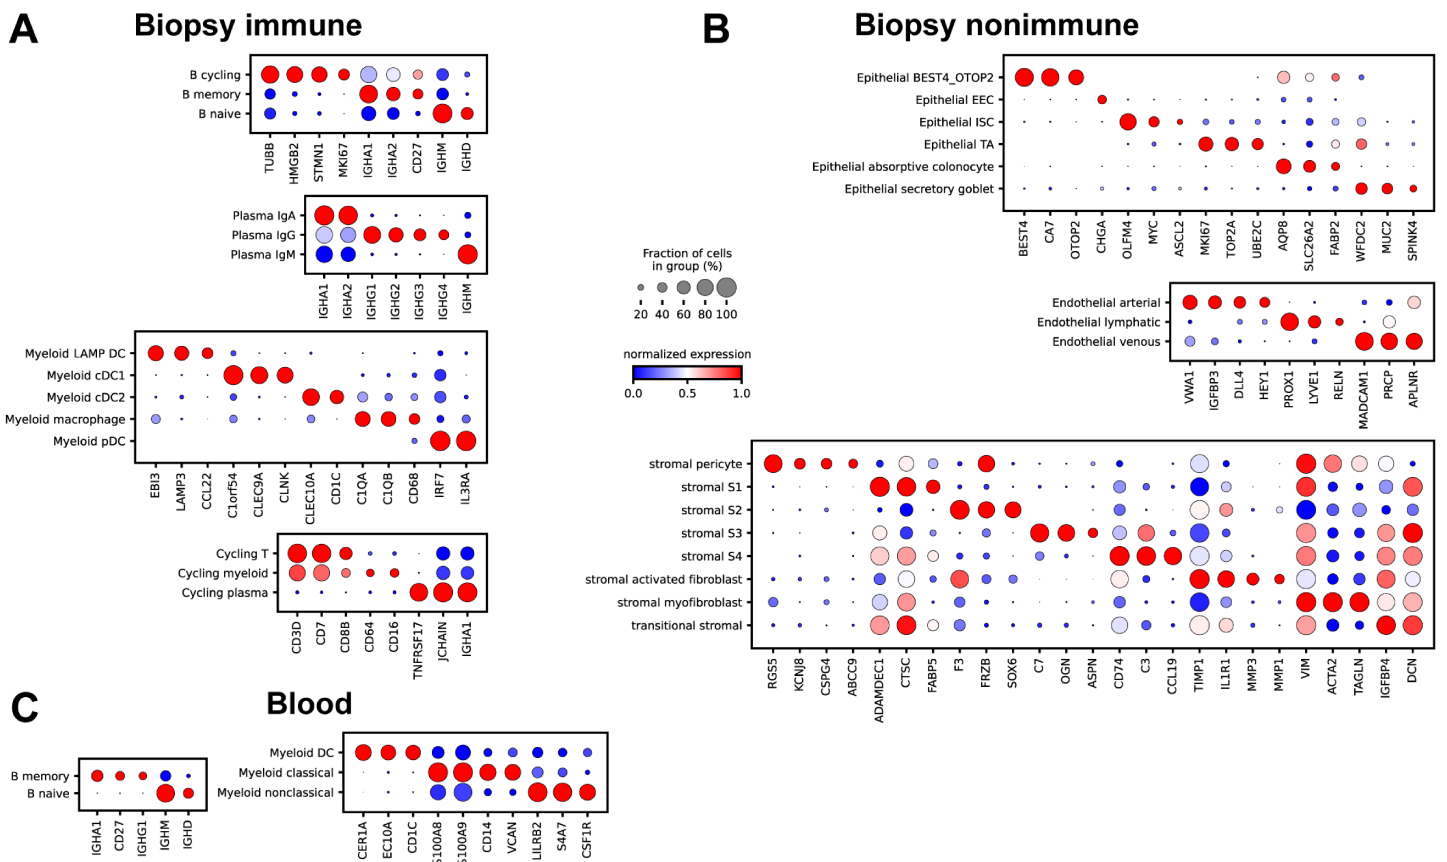 A
Biopsy immune
B cycling
B memory
B naive
TUBB
HMGB2
STMN1
MKI67
IGHA1
IGHA2
CD27
IGHM
IGHD
Plasma IgA
Plasma IgG
Plasma IgM
IGHA1
IGHA2
IGHG1
IGHG2
IGHG3
IGHG4
IGHM
Myeloid LAMP DC
Myeloid cDC1
Myeloid cDC2
Myeloid macrophage
Myeloid pDC
EBI3
LAMP3
CCL22
C1orf54
CLEC9A
CLNK
CLEC10A
CD1C
C1QA
C1QB
CD68
IRF7
IL3RA
Cycling T
Cycling myeloid
Cycling plasma
CD3D
CD7
CD8B
CD64
CD16
TNFRSF17
JCHAIN
IGHA1
Fraction of cells
in group (%)
20 40 60 80 100
normalized expression
0.0 0.5 1.0
B
Biopsy nonimmune
Epithelial BEST4_OTOP2
Epithelial EEC
Epithelial ISC
Epithelial TA
Epithelial absorptive colonocyte
Epithelial secretory goblet
BEST4
CA7
OTOP2
CHGA
OLFM4
MYC
ASCL2
MKI67
TOP2A
UBE2C
AQP8
SLC26A2
FABP2
WFDC2
MUC2
SPINK4
Endothelial arterial
Endothelial lymphatic
Endothelial venous
VWA1
IGFBP3
DLL4
HEY1
PROX1
LYVE1
RELN
MADCAM1
PRCP
APLNR
stromal pericyte
stromal S1
stromal S2
stromal S3
stromal S4
stromal activated fibroblast
stromal myofibroblast
transitional stromal
RGS5
KCNJ8
CSPG4
ABCC9
ADAMDEC1
CTSC
FABP5
F3
FRZB
SOX6
C7
OGN
ASPN
CD74
C3
CCL19
TIMP1
IL1R1
MMP3
MMP1
VIM
ACTA2
TAGLN
IGFBP4
DCN
C
Blood
B memory
B naive
IGHA1
CD27
IGHG1
IGHM
IGHD
Myeloid DC
Myeloid classical
Myeloid nonclassical
CER1A
EC10A
CD1C
S100A8
S100A9
CD14
VCAN
LILRB2
S4A7
CSF1R